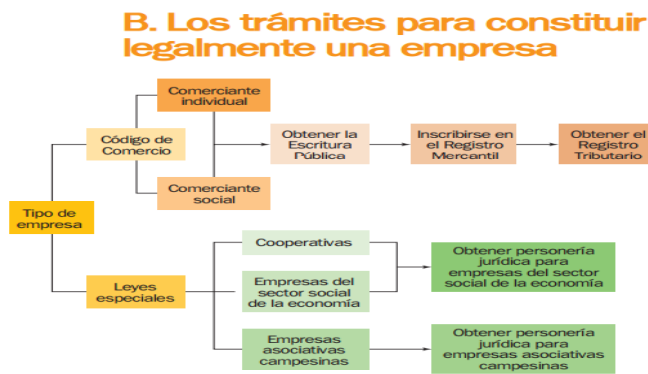 B. Los trámites para constituir
legalmente una empresa
Comerciante
individual
Código de
Comercio
Obtener la
Escritura
Pública
Inscribirse en
el Registro
Mercantil
Obtener el
Registro
Tributario
Comerciante
social
Tipo de
empresa
Cooperativas
Obtener personería
jurídica para
empresas del sector
social de la economía
Leyes
especiales
Empresas del
sector social
de la economía
Empresas
asociativas
campesinas
Obtener personería
jurídica para
empresas asociativas
campesinas